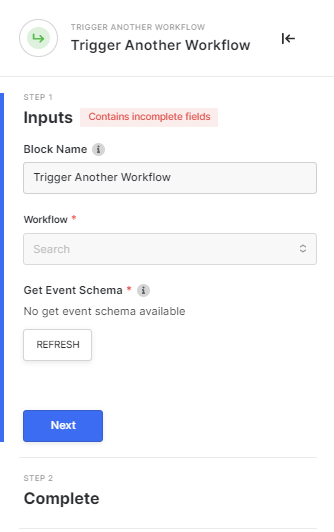 TRIGGER ANOTHER WORKFLOW
Trigger Another Workflow
STEP 1
Inputs Contains incomplete fields
Block Name i
Trigger Another Workflow
Workflow *
Search
Get Event Schema * i
No get event schema available
REFRESH
Next
STEP 2
Complete